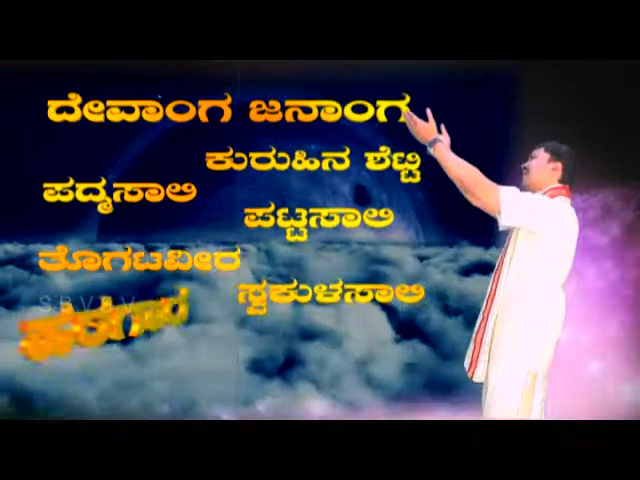 ದೇವಾಂಗ ಜನಾಂಗ
ಕುರುಹಿನ ಶೆಟ್ಟಿ
ಪದ್ಮಸಾಲಿ
ಪಟ್ಟಸಾಲಿ
ತೊಗಟವೀರ
ಸ್ವಕುಳಸಾಲಿ